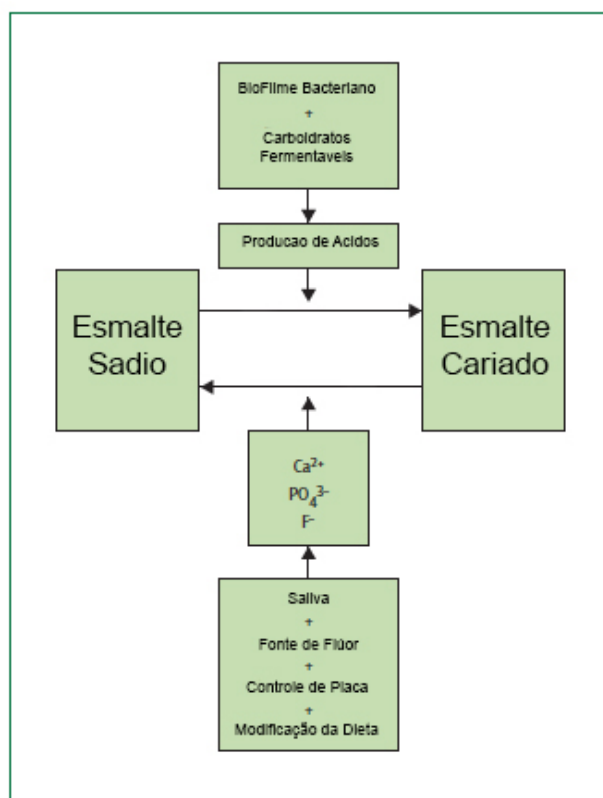 BioFilme Bacteriano
+
Carboidratos
Fermentaveis
Producao de Acidos
Esmalte
Sadio
Esmalte
Cariado
Ca²⁺
PO₄³⁻
F⁻
Saliva
+
Fonte de Flúor
+
Controle de Placa
+
Modificação da Dieta